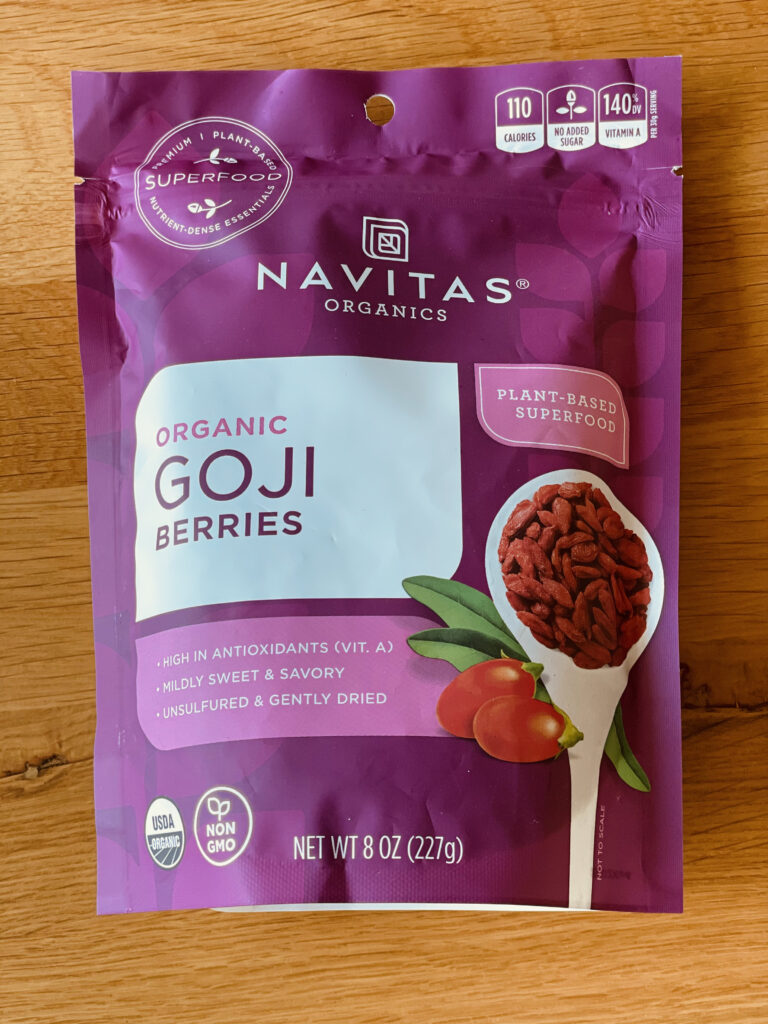 PREMIUM | PLANT-BASED
SUPERFOOD
NUTRIENT-DENSE ESSENTIALS
110
CALORIES
NO ADDED
SUGAR
140% DV
VITAMIN A
PER 30g SERVING
NAVITAS®
ORGANICS
PLANT-BASED
SUPERFOOD
ORGANIC
GOJI
BERRIES
• HIGH IN ANTIOXIDANTS (VIT. A)
• MILDLY SWEET & SAVORY
• UNSULFURED & GENTLY DRIED
USDA
ORGANIC
NON
GMO
NET WT 8 OZ (227g)
NOT TO SCALE